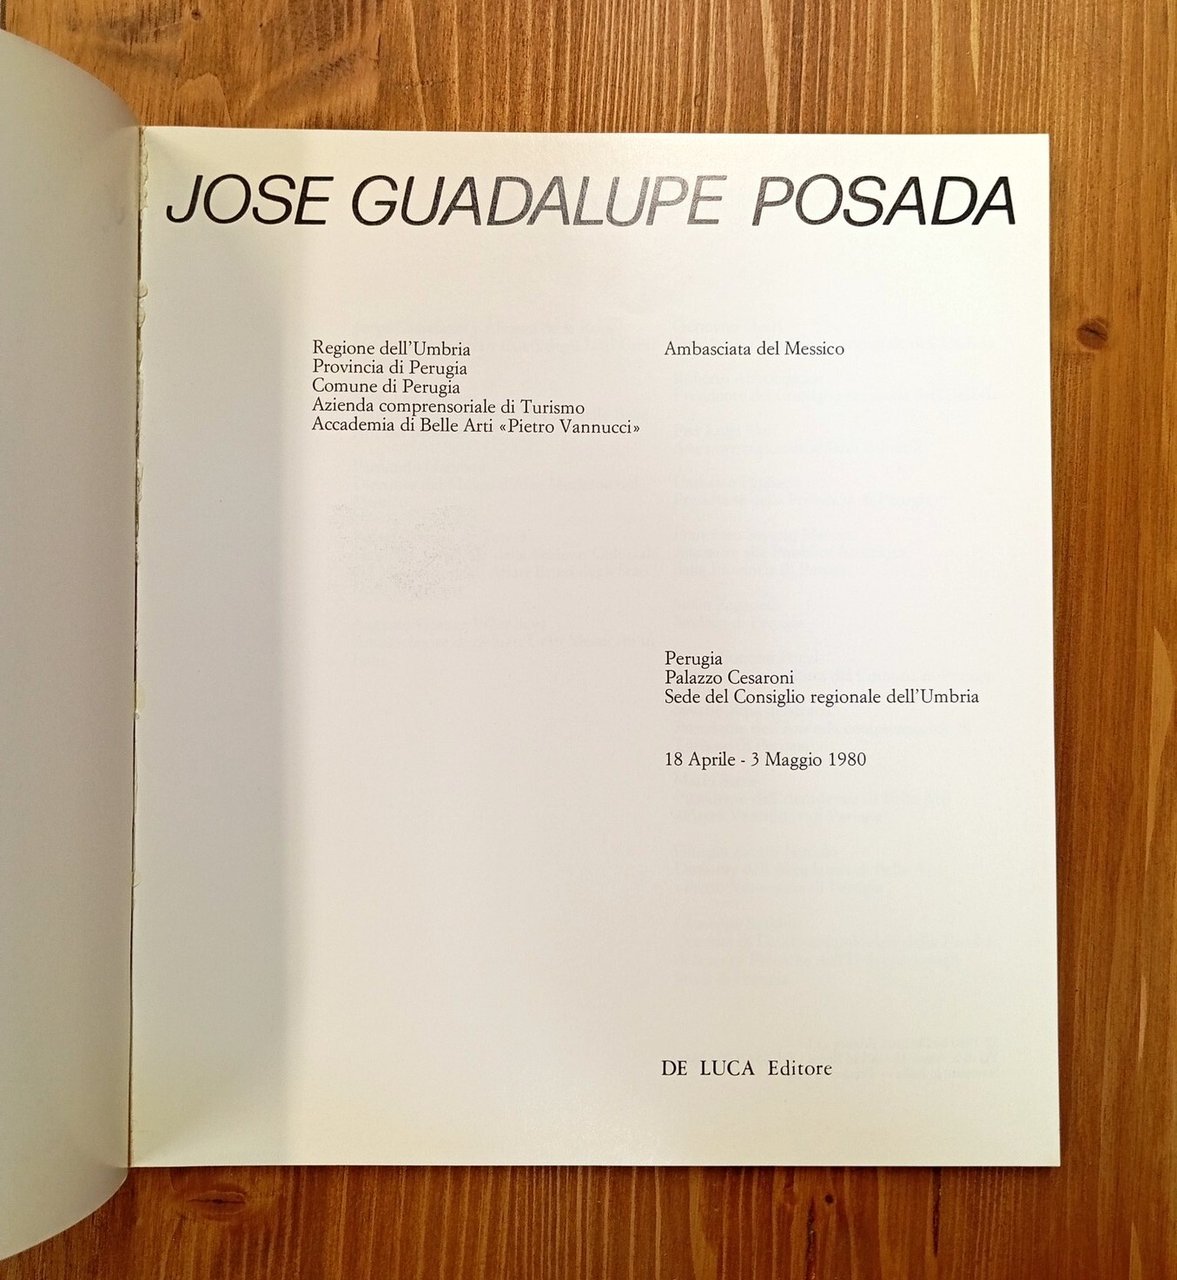 JOSE GUADALUPE POSADA
Regione dell'Umbria
Provincia di Perugia
Comune di Perugia
Azienda comprensoriale di Turismo
Accademia di Belle Arti «Pietro Vannucci»
Ambasciata del Messico
Perugia
Palazzo Cesaroni
Sede del Consiglio regionale dell'Umbria
18 Aprile - 3 Maggio 1980
DE LUCA Editore